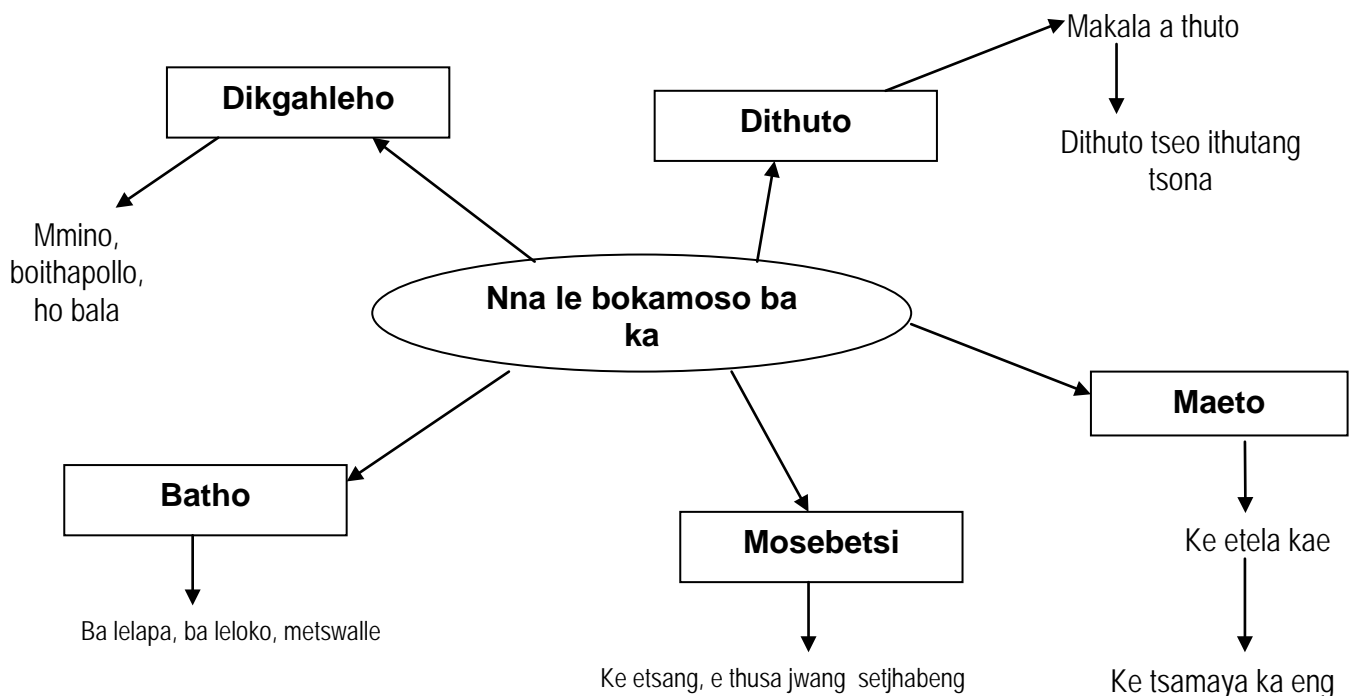 Makala a thuto
Dikgahleho
Dithuto
Dithuto tseo ithutang
tsona
Mmino,
boithapollo,
ho bala
Nna le bokamoso ba
ka
Maeto
Batho
Mosebetsi
Ke etela kae
Ba lelapa, ba leloko, metswalle
Ke etsang, e thusa jwang setjhabeng
Ke tsamaya ka eng